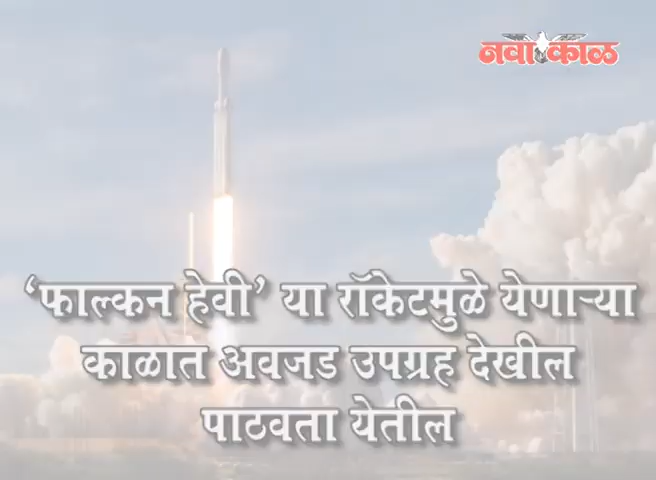 नवाकाळ
‘फाल्कन हेवी’ या रॉकेटमुळे येणाऱ्या
काळात अवजड उपग्रह देखील
पाठवता येतील